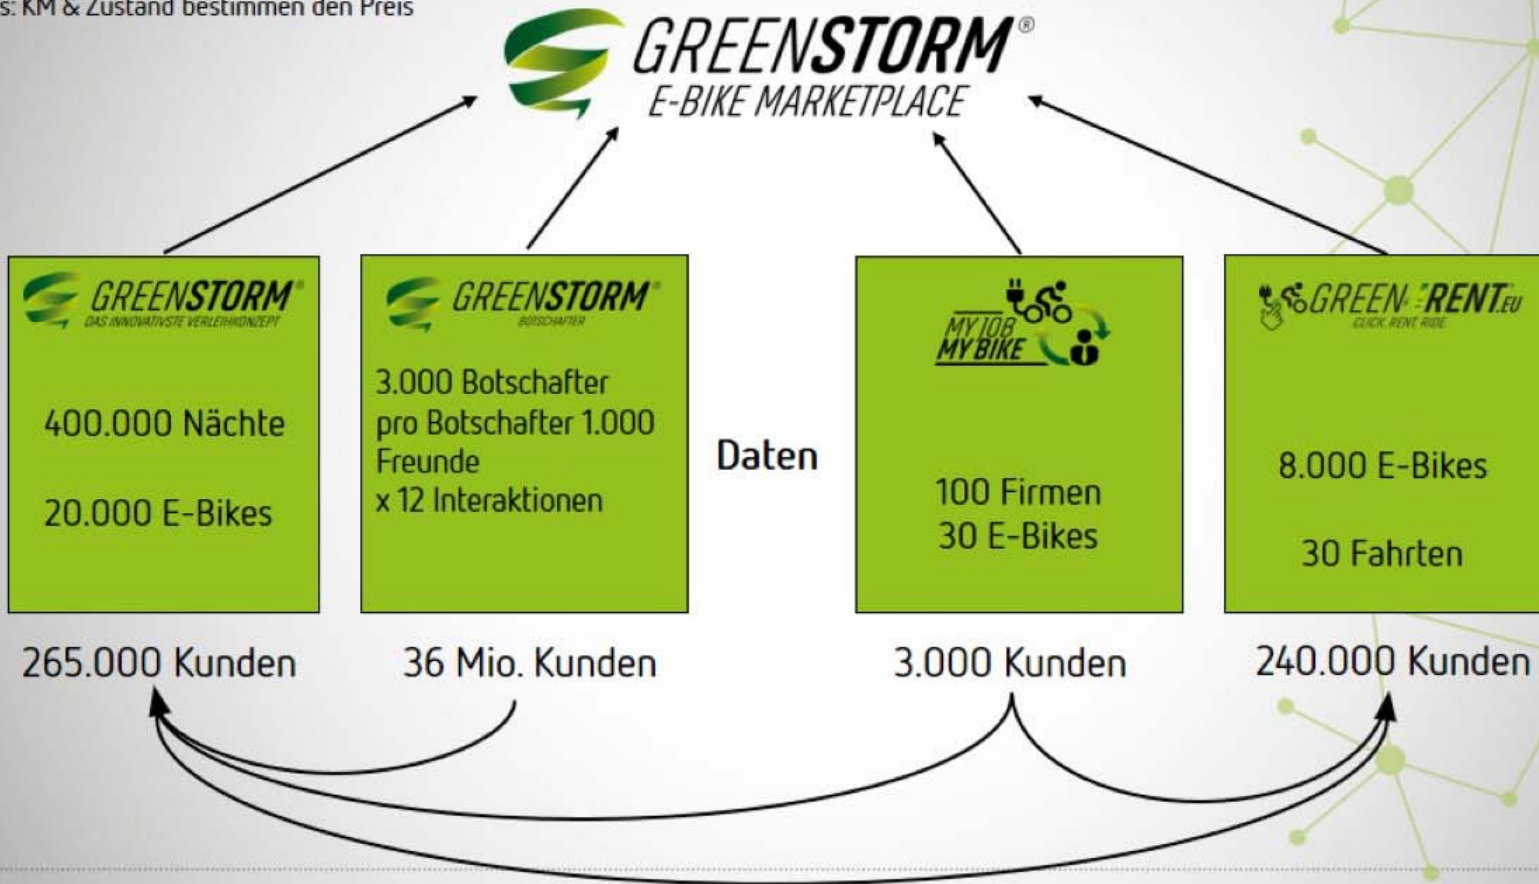 s: KM & Zustand bestimmen den Preis
GREENSTORM®
E-BIKE MARKETPLACE
GREENSTORM®
DAS INNOVATIVSTE VERLEIHKONZEPT
400.000 Nächte
20.000 E-Bikes
265.000 Kunden
GREENSTORM®
BOTSCHAFTER
3.000 Botschafter
pro Botschafter 1.000
Freunde
x 12 Interaktionen
36 Mio. Kunden
Daten
MY JOB
MY BIKE
100 Firmen
30 E-Bikes
3.000 Kunden
GREEN-E-RENT.EU
CLICK. RENT. RIDE.
8.000 E-Bikes
30 Fahrten
240.000 Kunden